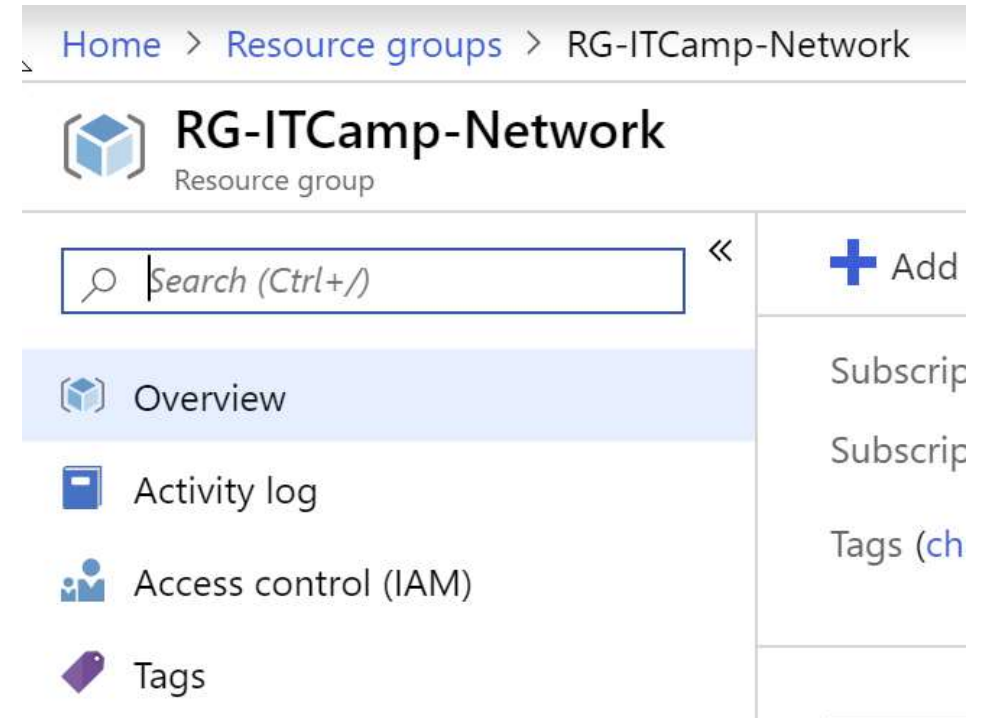 Home > Resource groups > RG-ITCamp-Network
RG-ITCamp-Network
Resource group
Search (Ctrl+/)
«
Overview
Activity log
Access control (IAM)
Tags
Add
Subscrip
Subscrip
Tags (ch